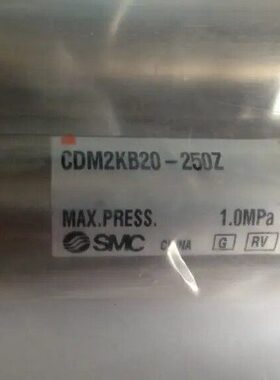 CDM2KB20-250Z
MAX.PRESS. 1.0MPa
SMC CHINA G RV